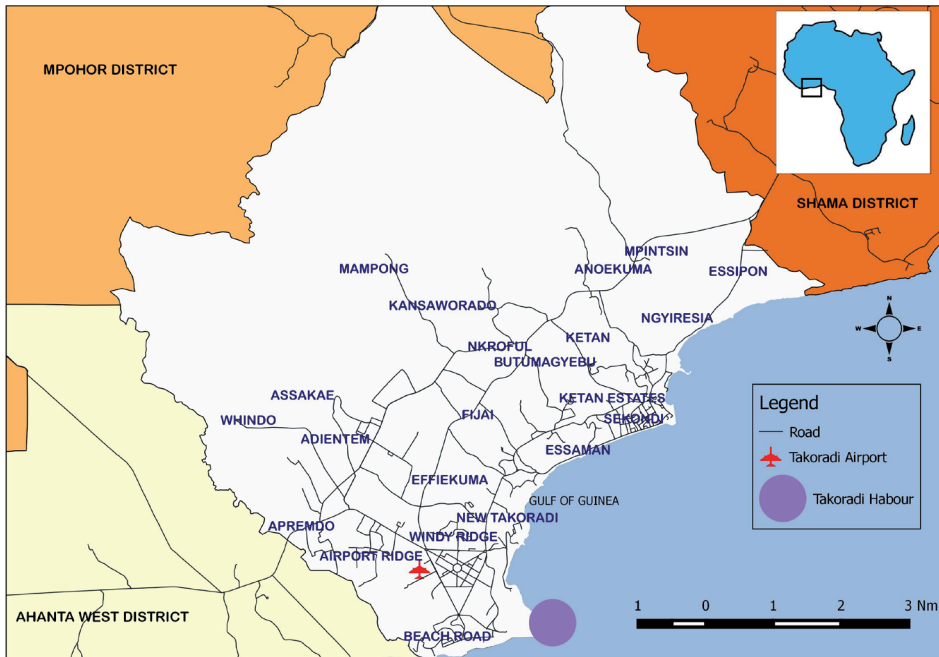 MPOHOR DISTRICT
SHAMA DISTRICT
MPINTSIN
MAMPONG
ANOEKUMA
ESSIPON
KANSAWORADO
NGYIRESIA
N
W
E
S
KETAN
NKROFUL
BUTUMAGYEBU
ASSAKAE
KETAN ESTATES
WHINDO
FIJAI
SEKONDI
ADIENTEM
ESSAMAN
EFFIEKUMA
GULF OF GUINEA
NEW TAKORADI
APREMDO
WINDY RIDGE
AIRPORT RIDGE
AHANTA WEST DISTRICT
BEACH ROAD
Legend
Road
Takoradi Airport
Takoradi Habour
1 0 1 2 3 Nm